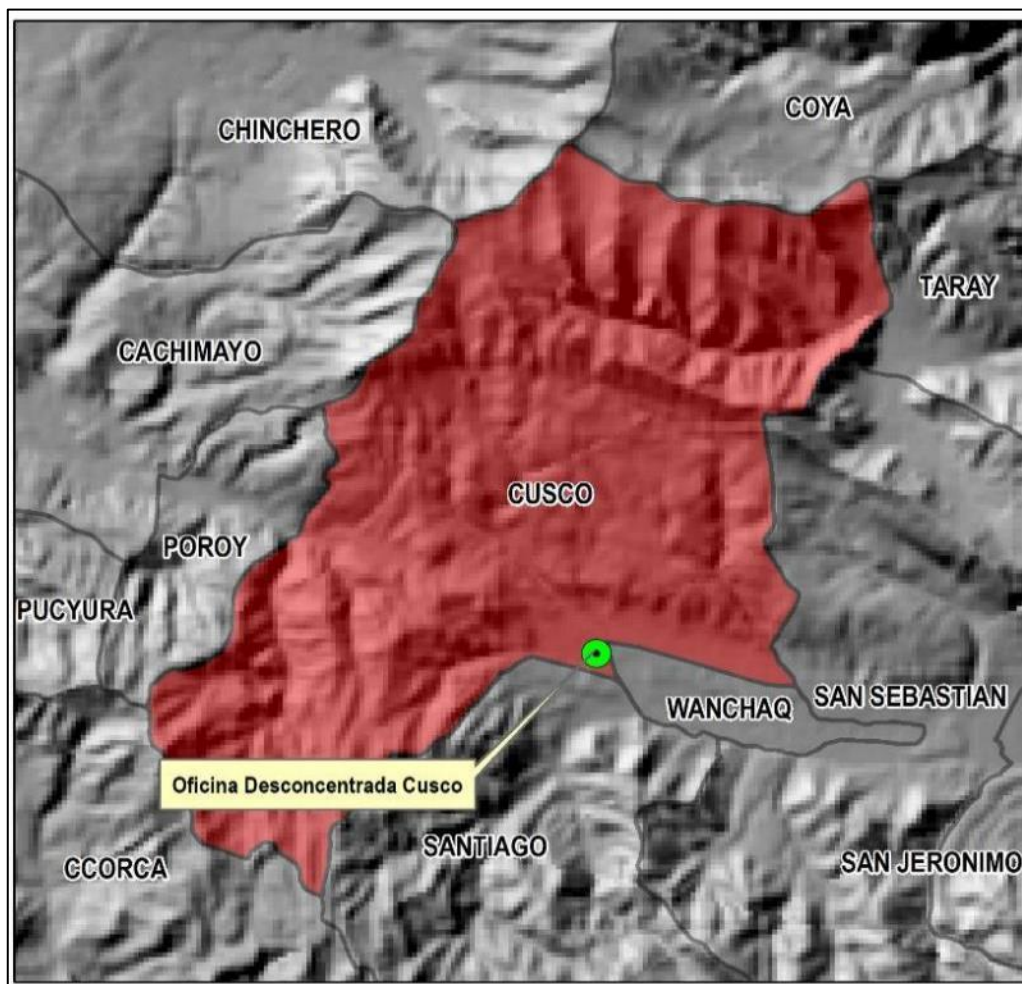 COYA
CHINCHERO
TARAY
CACHIMAYO
CUSCO
POROY
PUCYURA
SAN SEBASTIAN
WANCHAQ
Oficina Desconcentrada Cusco
SANTIAGO
SAN JERONIMO
CCORCA